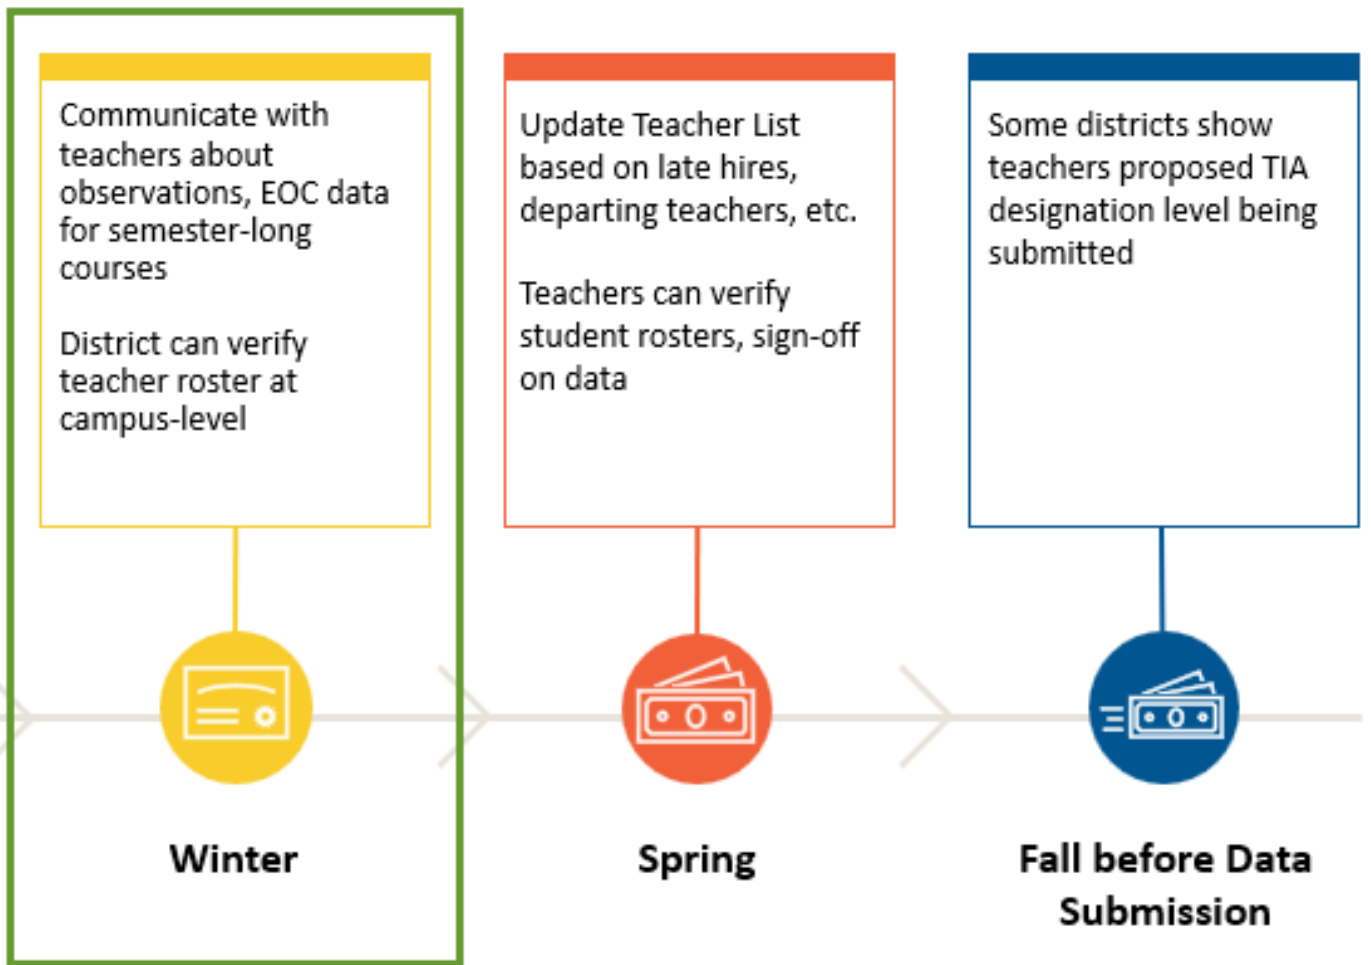 Communicate with
teachers about
observations, EOC data
for semester-long
courses
District can verify
teacher roster at
campus-level
Winter
Update Teacher List
based on late hires,
departing teachers, etc.
Teachers can verify
student rosters, sign-off
on data
Spring
Some districts show
teachers proposed TIA
designation level being
submitted
Fall before Data
Submission